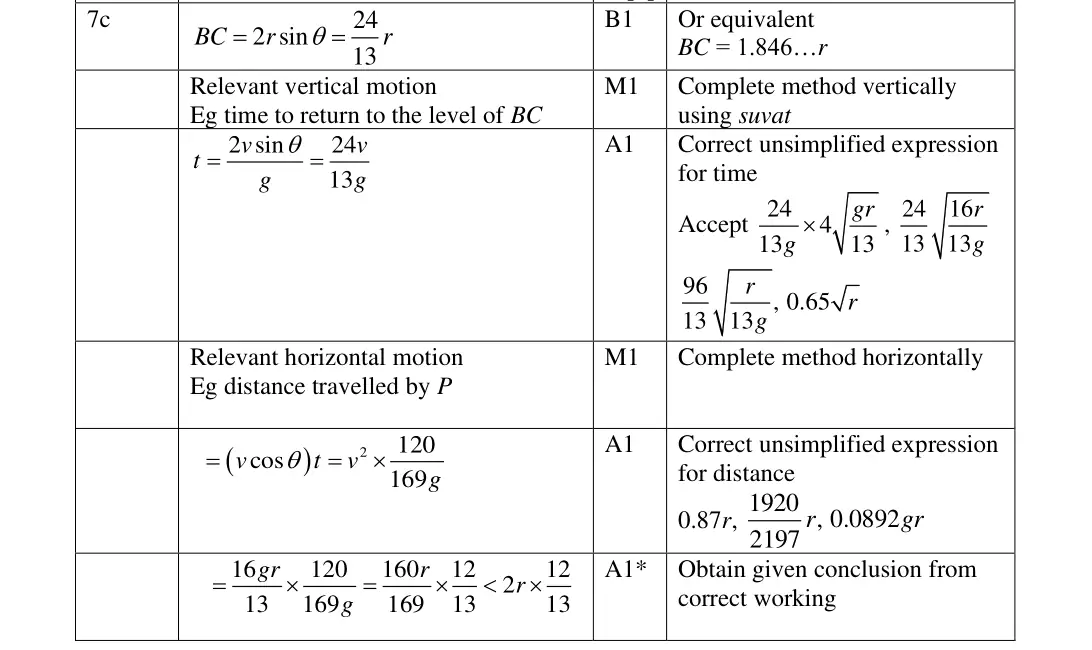 7c BC = 2r sin θ = 24/13 r B1 Or equivalent
BC = 1.846…r
Relevant vertical motion M1 Complete method vertically
Eg time to return to the level of BC using suvat
t = 2v sin θ / g = 24v / 13g A1 Correct unsimplified expression
for time
Accept 24/13g × 4√(gr/13) , 24/13 √(16r/13g)
96/13 √(r/13g) , 0.65√r
Relevant horizontal motion M1 Complete method horizontally
Eg distance travelled by P
= (v cos θ) t = v² × 120/169g A1 Correct unsimplified expression
for distance
0.87r, 1920/2197 r, 0.0892gr
= 16gr/13 × 120/169g = 160r/169 × 12/13 < 2r × 12/13 A1* Obtain given conclusion from
correct working